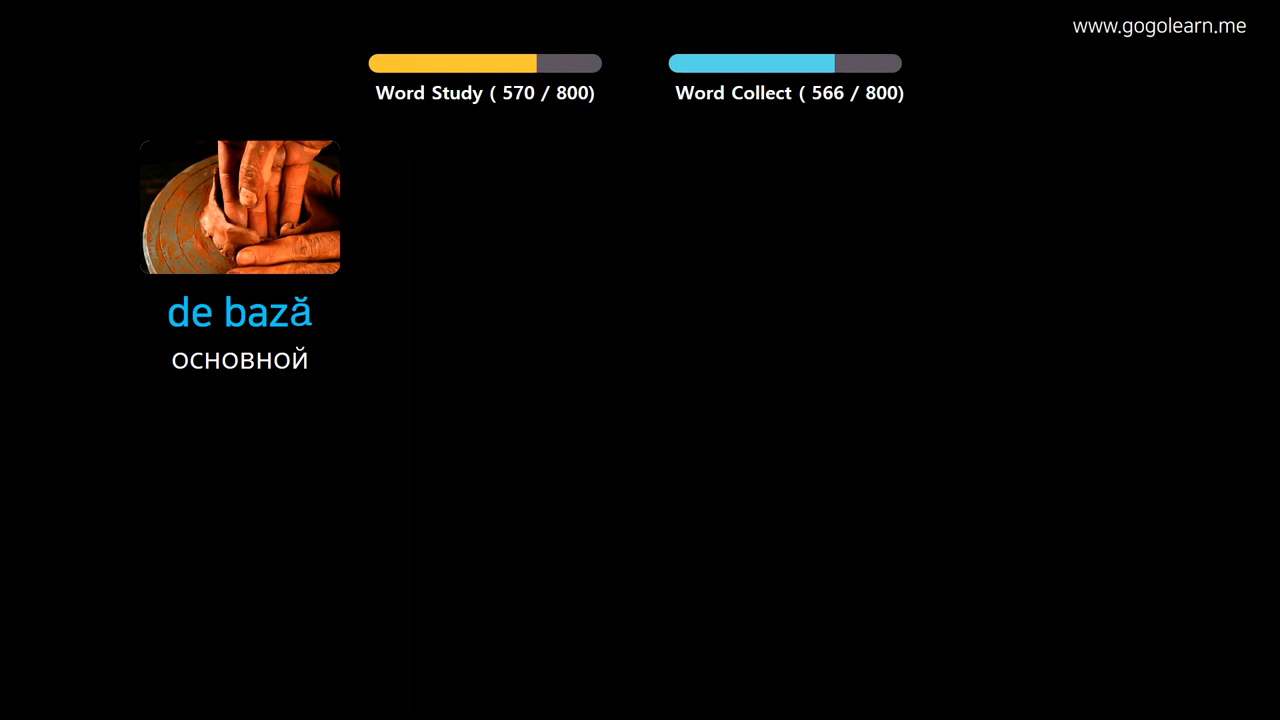 www.gogolearn.me
Word Study ( 570 / 800)
Word Collect ( 566 / 800)
de bază
основной